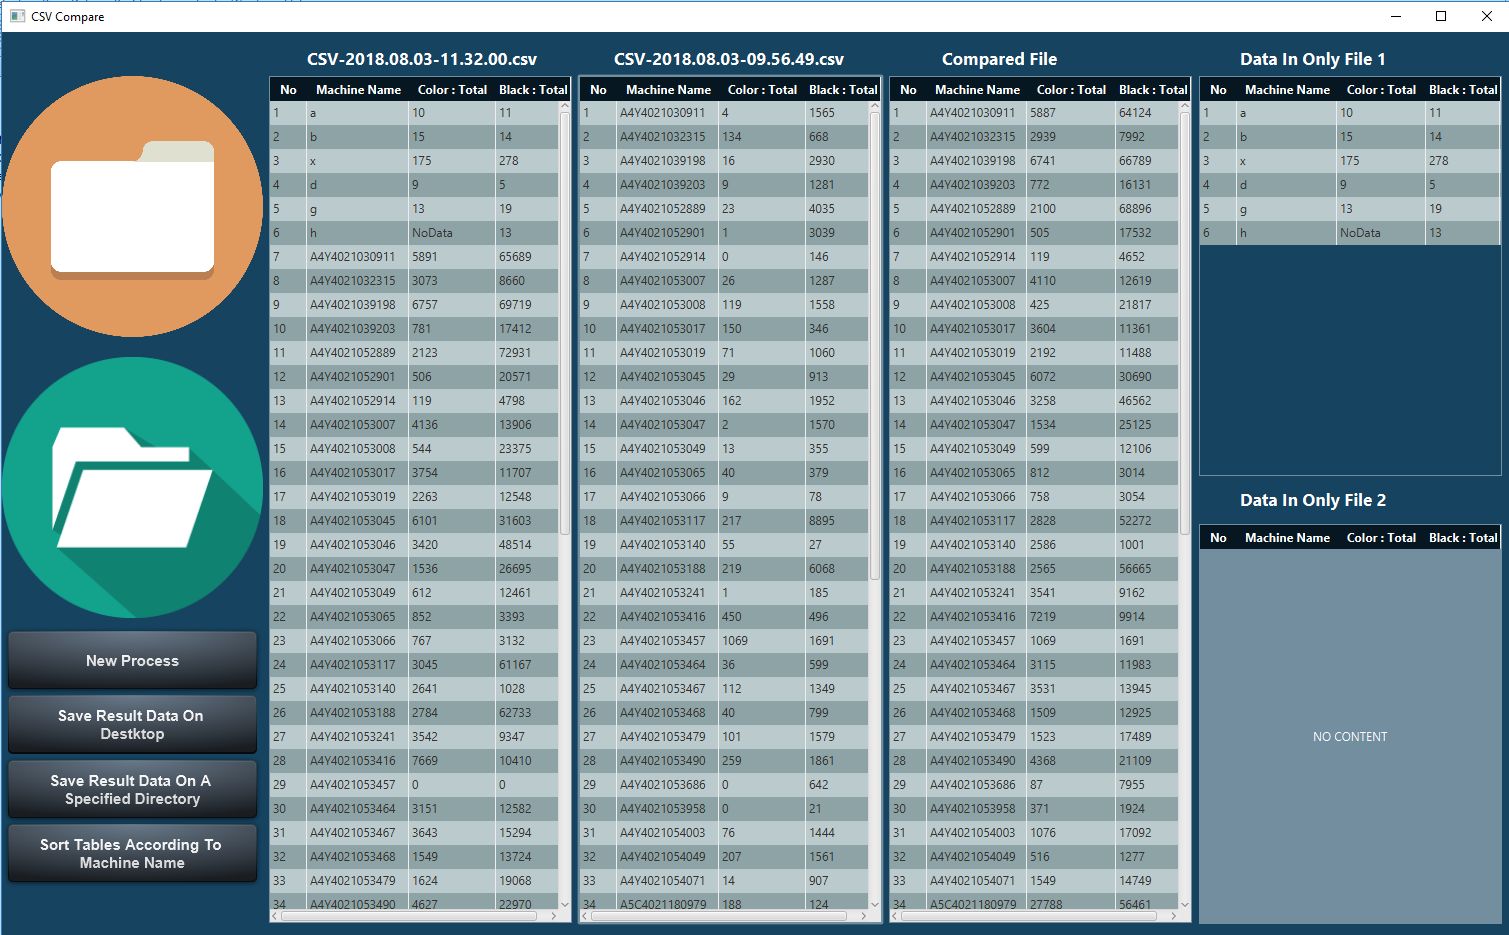 CSV Compare
CSV-2018.08.03-11.32.00.csv
No Machine Name Color : Total Black : Total
1 a 10 11
2 b 15 14
3 x 175 278
4 d 9 5
5 g 13 19
6 h NoData 13
7 A4Y4021030911 5891 65689
8 A4Y4021032315 3073 8660
9 A4Y4021039198 6757 69719
10 A4Y4021039203 781 17412
11 A4Y4021052889 2123 72931
12 A4Y4021052901 506 20571
13 A4Y4021052914 119 4798
14 A4Y4021053007 4136 13906
15 A4Y4021053008 544 23375
16 A4Y4021053017 3754 11707
17 A4Y4021053019 2263 12548
18 A4Y4021053045 6101 31603
19 A4Y4021053046 3420 48514
20 A4Y4021053047 1536 26695
21 A4Y4021053049 612 12461
22 A4Y4021053065 852 3393
23 A4Y4021053066 767 3132
24 A4Y4021053117 3045 61167
25 A4Y4021053140 2641 1028
26 A4Y4021053188 2784 62733
27 A4Y4021053241 3542 9347
28 A4Y4021053416 7669 10410
29 A4Y4021053457 0 0
30 A4Y4021053464 3151 12582
31 A4Y4021053467 3643 15294
32 A4Y4021053468 1549 13724
33 A4Y4021053479 1624 19068
34 A4Y4021053490 4627 22970
CSV-2018.08.03-09.56.49.csv
No Machine Name Color : Total Black : Total
1 A4Y4021030911 4 1565
2 A4Y4021032315 134 668
3 A4Y4021039198 16 2930
4 A4Y4021039203 9 1281
5 A4Y4021052889 23 4035
6 A4Y4021052901 1 3039
7 A4Y4021052914 0 146
8 A4Y4021053007 26 1287
9 A4Y4021053008 119 1558
10 A4Y4021053017 150 346
11 A4Y4021053019 71 1060
12 A4Y4021053045 29 913
13 A4Y4021053046 162 1952
14 A4Y4021053047 2 1570
15 A4Y4021053049 13 355
16 A4Y4021053065 40 379
17 A4Y4021053066 9 78
18 A4Y4021053117 217 8895
19 A4Y4021053140 55 27
20 A4Y4021053188 219 6068
21 A4Y4021053241 1 185
22 A4Y4021053416 450 496
23 A4Y4021053457 1069 1691
24 A4Y4021053464 36 599
25 A4Y4021053467 112 1349
26 A4Y4021053468 40 799
27 A4Y4021053479 101 1579
28 A4Y4021053490 259 1861
29 A4Y4021053686 0 642
30 A4Y4021053958 0 21
31 A4Y4021054003 76 1444
32 A4Y4021054049 207 1561
33 A4Y4021054071 14 907
34 A5C4021180979 188 124
Compared File
No Machine Name Color : Total Black : Total
1 A4Y4021030911 5887 64124
2 A4Y4021032315 2939 7992
3 A4Y4021039198 6741 66789
4 A4Y4021039203 772 16131
5 A4Y4021052889 2100 68896
6 A4Y4021052901 505 17532
7 A4Y4021052914 119 4652
8 A4Y4021053007 4110 12619
9 A4Y4021053008 425 21817
10 A4Y4021053017 3604 11361
11 A4Y4021053019 2192 11488
12 A4Y4021053045 6072 30690
13 A4Y4021053046 3258 46562
14 A4Y4021053047 1534 25125
15 A4Y4021053049 599 12106
16 A4Y4021053065 812 3014
17 A4Y4021053066 758 3054
18 A4Y4021053117 2828 52272
19 A4Y4021053140 2586 1001
20 A4Y4021053188 2565 56665
21 A4Y4021053241 3541 9162
22 A4Y4021053416 7219 9914
23 A4Y4021053457 1069 1691
24 A4Y4021053464 3115 11983
25 A4Y4021053467 3531 13945
26 A4Y4021053468 1509 12925
27 A4Y4021053479 1523 17489
28 A4Y4021053490 4368 21109
29 A4Y4021053686 87 7955
30 A4Y4021053958 371 1924
31 A4Y4021054003 1076 17092
32 A4Y4021054049 516 1277
33 A4Y4021054071 1549 14749
34 A5C4021180979 27788 56461
Data In Only File 1
No Machine Name Color : Total Black : Total
1 a 10 11
2 b 15 14
3 x 175 278
4 d 9 5
5 g 13 19
6 h NoData 13
Data In Only File 2
No Machine Name Color : Total Black : Total
NO CONTENT
New Process
Save Result Data On
Destktop
Save Result Data On A
Specified Directory
Sort Tables According To
Machine Name